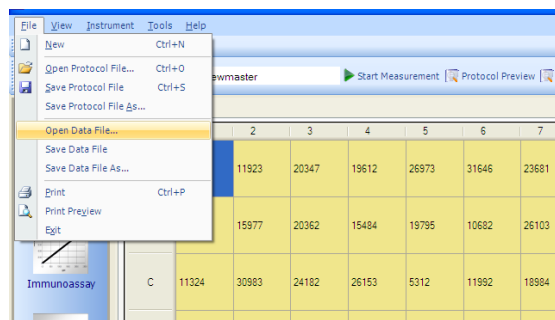 File View Instrument Tools Help
New Ctrl+N
Open Protocol File... Ctrl+O
Save Protocol File Ctrl+S
Save Protocol File As...
Open Data File...
Save Data File
Save Data File As...
Print Ctrl+P
Print Preview
Exit
ewmaster Start Measurement Protocol Preview
2 3 4 5 6 7
11923 20347 19612 26973 31646 23681
15977 20362 15484 19795 10682 26103
Immunoassay
C 11324 30983 24182 26153 5312 11992 18984